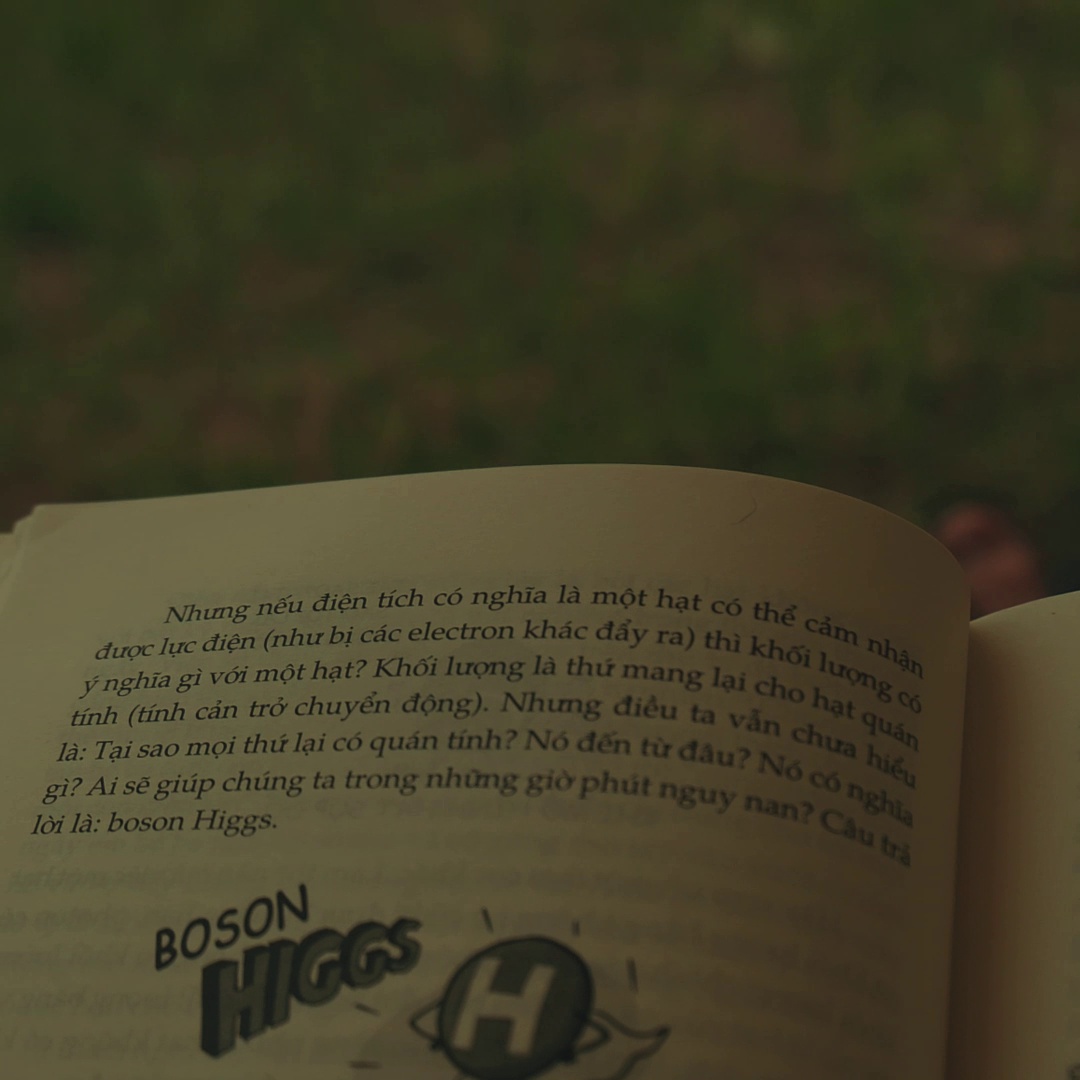 Nhưng nếu điện tích có nghĩa là một hạt có thể cảm nhận
được lực điện (như bị các electron khác đẩy ra) thì khối lượng có
ý nghĩa gì với một hạt? Khối lượng là thứ mang lại cho hạt quán
tính (tính cản trở chuyển động). Nhưng điều ta vẫn chưa hiểu
là: Tại sao mọi thứ lại có quán tính? Nó đến từ đâu? Nó có nghĩa
gì? Ai sẽ giúp chúng ta trong những giờ phút nguy nan? Câu trả
lời là: boson Higgs.
BOSON
HIGGS
H